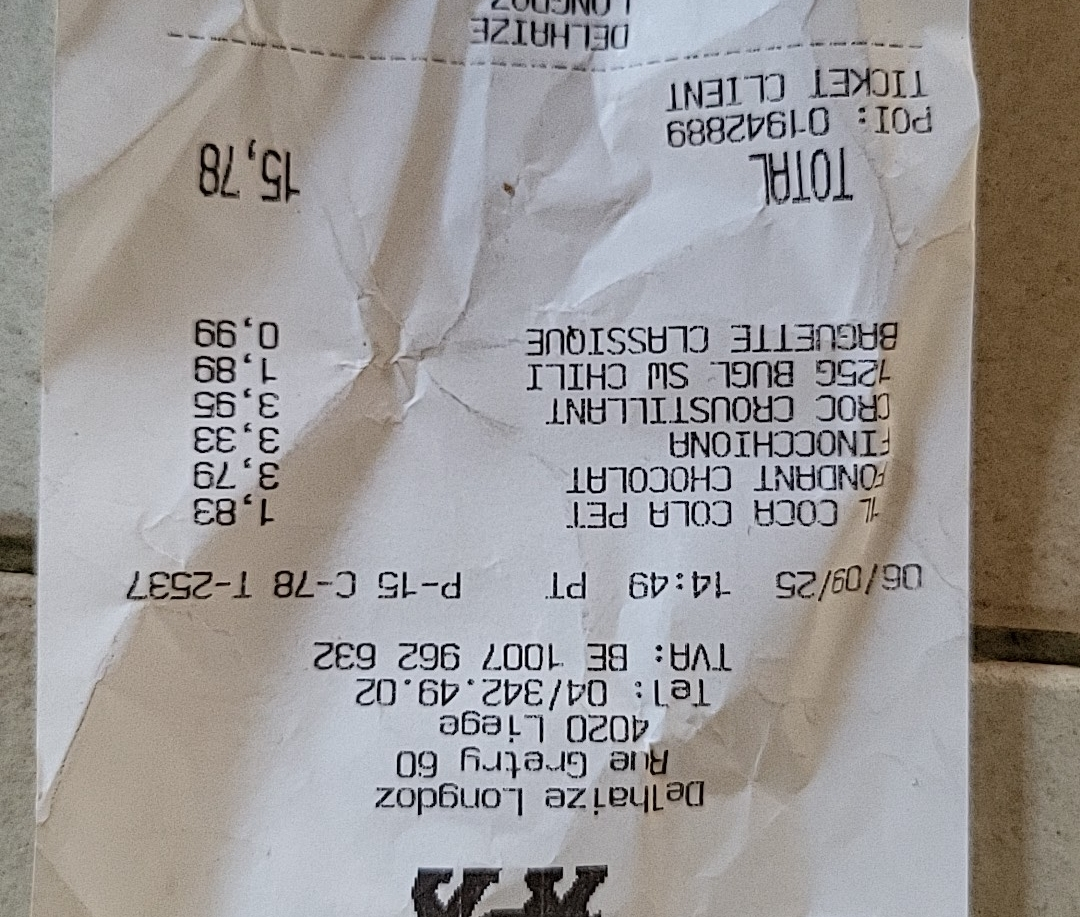 Delhaize Longdoz
Rue Gretry 60
4020 Liege
Tel: 04/342.49.02
TVA: BE 1007 962 632
06/09/25 14:49 PT P-15 C-78 T-2537
1L COCA COLA PET 1,83
FONDANT CHOCOLAT 3,79
FINOCCHIONA 3,33
CROC CROUSTILLANT 3,95
125G BUGL SW CHILI 1,89
BAGUETTE CLASSIQUE 0,99
TOTAL 15,78
POI: 01942889
TICKET CLIENT
DELHAIZE
LONGDOZ